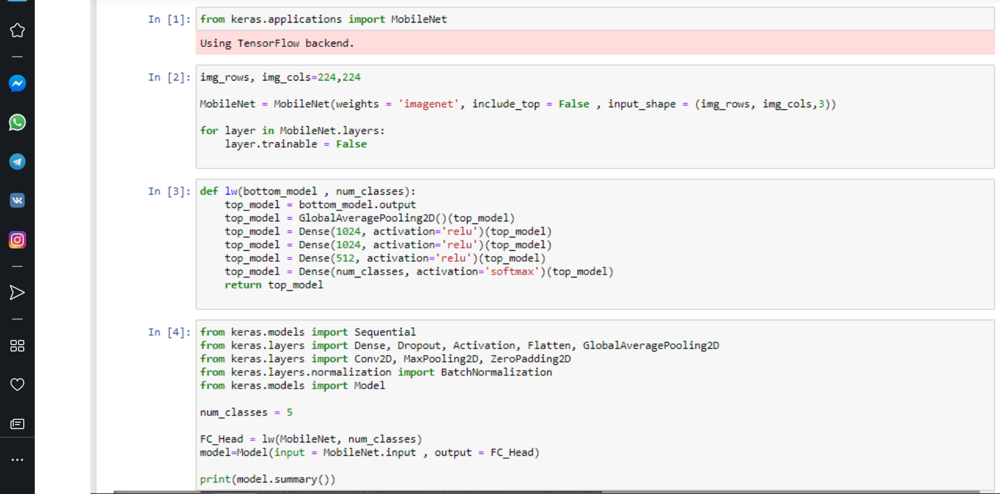 In [1]: from keras.applications import MobileNet
Using TensorFlow backend.
In [2]: img_rows, img_cols=224,224
MobileNet = MobileNet(weights = 'imagenet', include_top = False , input_shape = (img_rows, img_cols,3))
for layer in MobileNet.layers:
    layer.trainable = False
In [3]: def lw(bottom_model , num_classes):
    top_model = bottom_model.output
    top_model = GlobalAveragePooling2D()(top_model)
    top_model = Dense(1024, activation='relu')(top_model)
    top_model = Dense(1024, activation='relu')(top_model)
    top_model = Dense(512, activation='relu')(top_model)
    top_model = Dense(num_classes, activation='softmax')(top_model)
    return top_model
In [4]: from keras.models import Sequential
from keras.layers import Dense, Dropout, Activation, Flatten, GlobalAveragePooling2D
from keras.layers import Conv2D, MaxPooling2D, ZeroPadding2D
from keras.layers.normalization import BatchNormalization
from keras.models import Model
num_classes = 5
FC_Head = lw(MobileNet, num_classes)
model=Model(input = MobileNet.input , output = FC_Head)
print(model.summary())